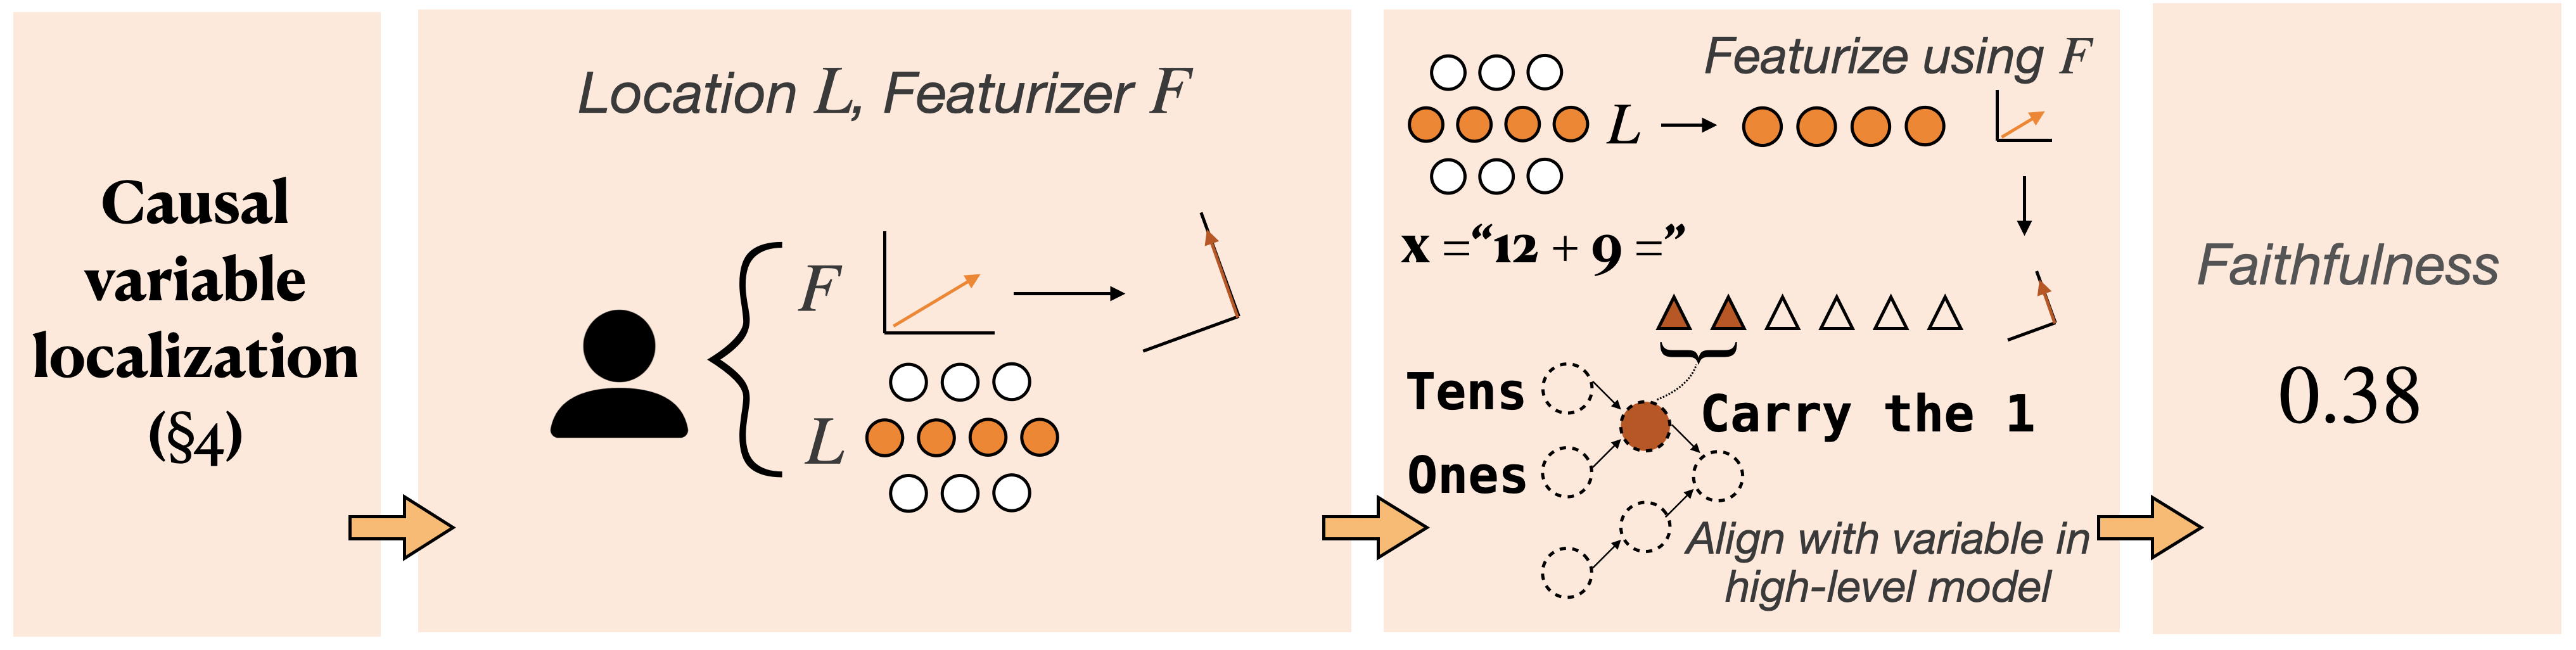 Causal
variable
localization
(§4)
Location L, Featurizer F
F
L
Featurize using F
L
x =“12 + 9 =”
Tens
Carry the 1
Ones
Align with variable in
high-level model
Faithfulness
0.38